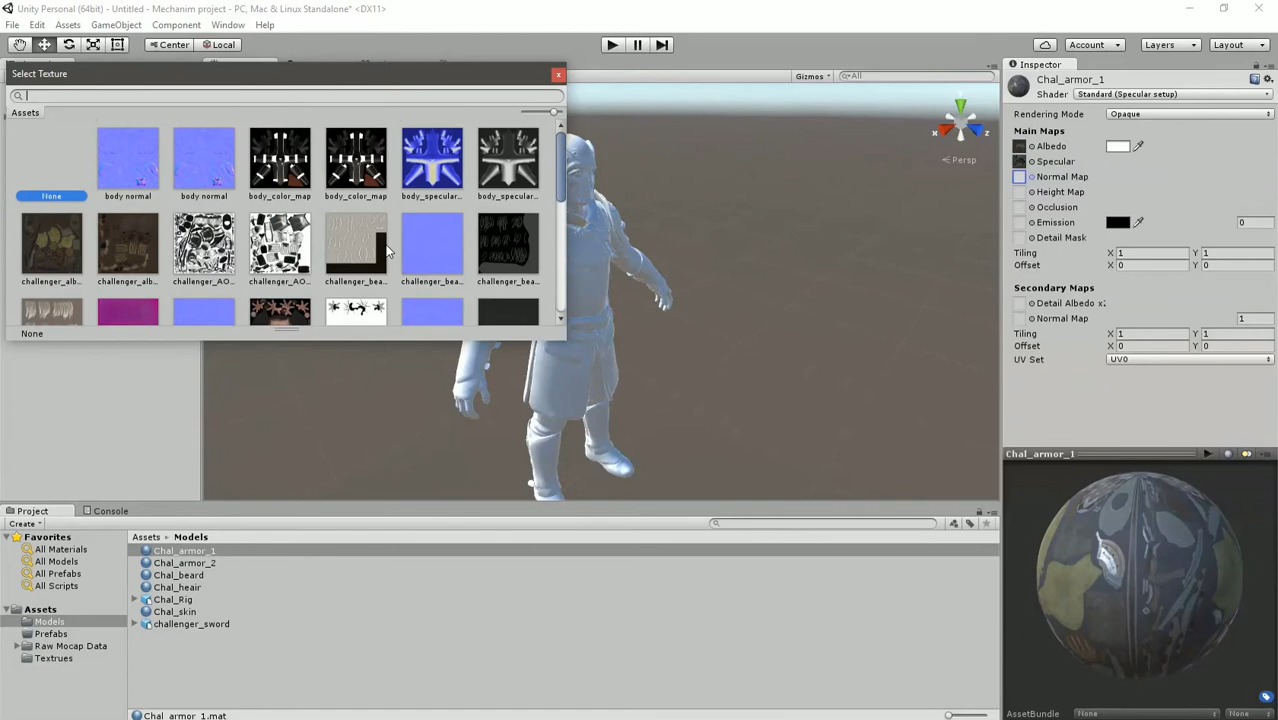 Unity Personal (64bit) - Untitled - Mechanim project - PC, Mac & Linux Standalone* <DX11>
File Edit Assets GameObject Component Window Help
Center Local Account Layers Layout
Select Texture
Gizmos All
Assets
None body normal body normal body_color_map body_color_map body_specular... body_specular...
challenger_alb... challenger_alb... challenger_AO... challenger_AO... challenger_bea... challenger_bea... challenger_bea...
None
x z
Persp
Inspector
Chal_armor_1
Shader Standard (Specular setup)
Rendering Mode Opaque
Main Maps
Albedo
Specular
Normal Map
Height Map
Occlusion
Emission 0
Detail Mask
Tiling X 1 Y 1
Offset X 0 Y 0
Secondary Maps
Detail Albedo x2
Normal Map 1
Tiling X 1 Y 1
Offset X 0 Y 0
UV Set UV0
Chal_armor_1
AssetBundle None None
Project Console
Create
Favorites
All Materials
All Models
All Prefabs
All Scripts
Assets
Models
Prefabs
Raw Mocap Data
Textrues
Assets Models
Chal_armor_1
Chal_armor_2
Chal_beard
Chal_heair
Chal_Rig
Chal_skin
challenger_sword
Chal_armor_1.mat